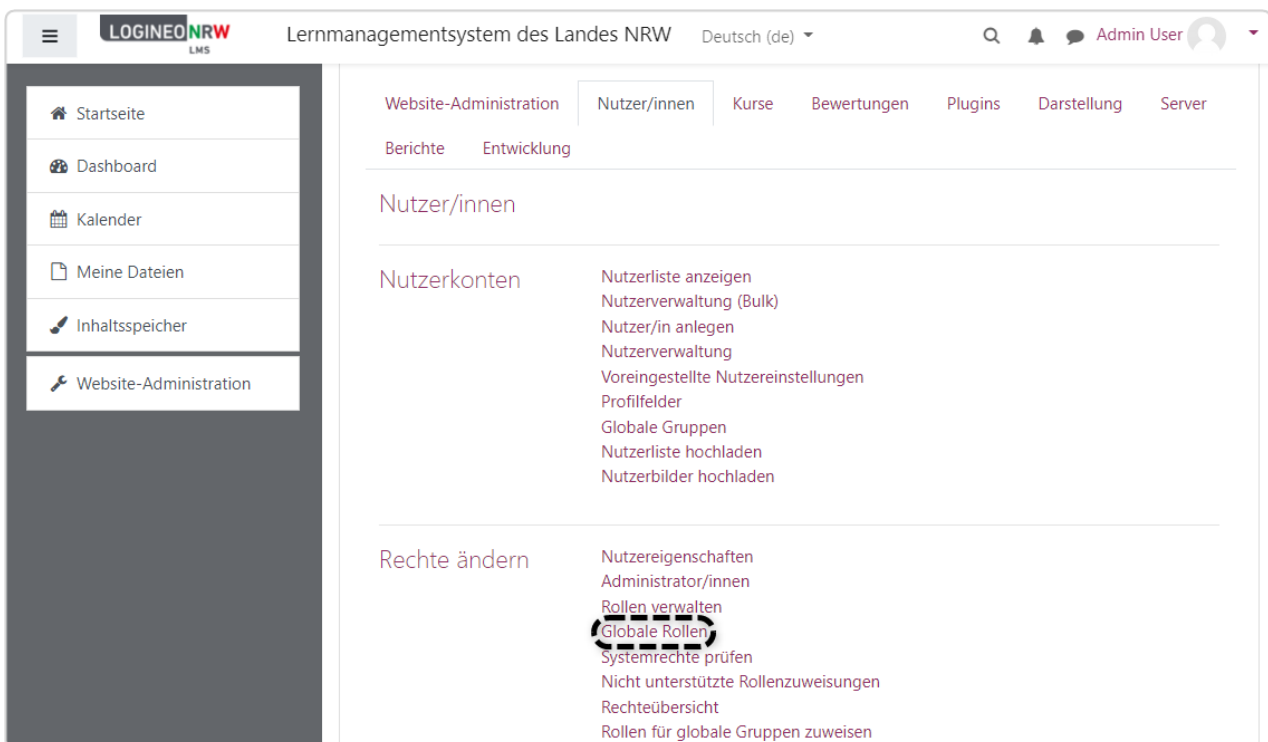 LOGINEO NRW
LMS
Lernmanagementsystem des Landes NRW
Deutsch (de)
Admin User
Startseite
Dashboard
Kalender
Meine Dateien
Inhaltsspeicher
Website-Administration
Website-Administration Nutzer/innen Kurse Bewertungen Plugins Darstellung Server
Berichte Entwicklung
Nutzer/innen
Nutzerkonten
Nutzerliste anzeigen
Nutzerverwaltung (Bulk)
Nutzer/in anlegen
Nutzerverwaltung
Voreingestellte Nutzereinstellungen
Profilfelder
Globale Gruppen
Nutzerliste hochladen
Nutzerbilder hochladen
Rechte ändern
Nutzereigenschaften
Administrator/innen
Rollen verwalten
Globale Rollen
Systemrechte prüfen
Nicht unterstützte Rollenzuweisungen
Rechteübersicht
Rollen für globale Gruppen zuweisen